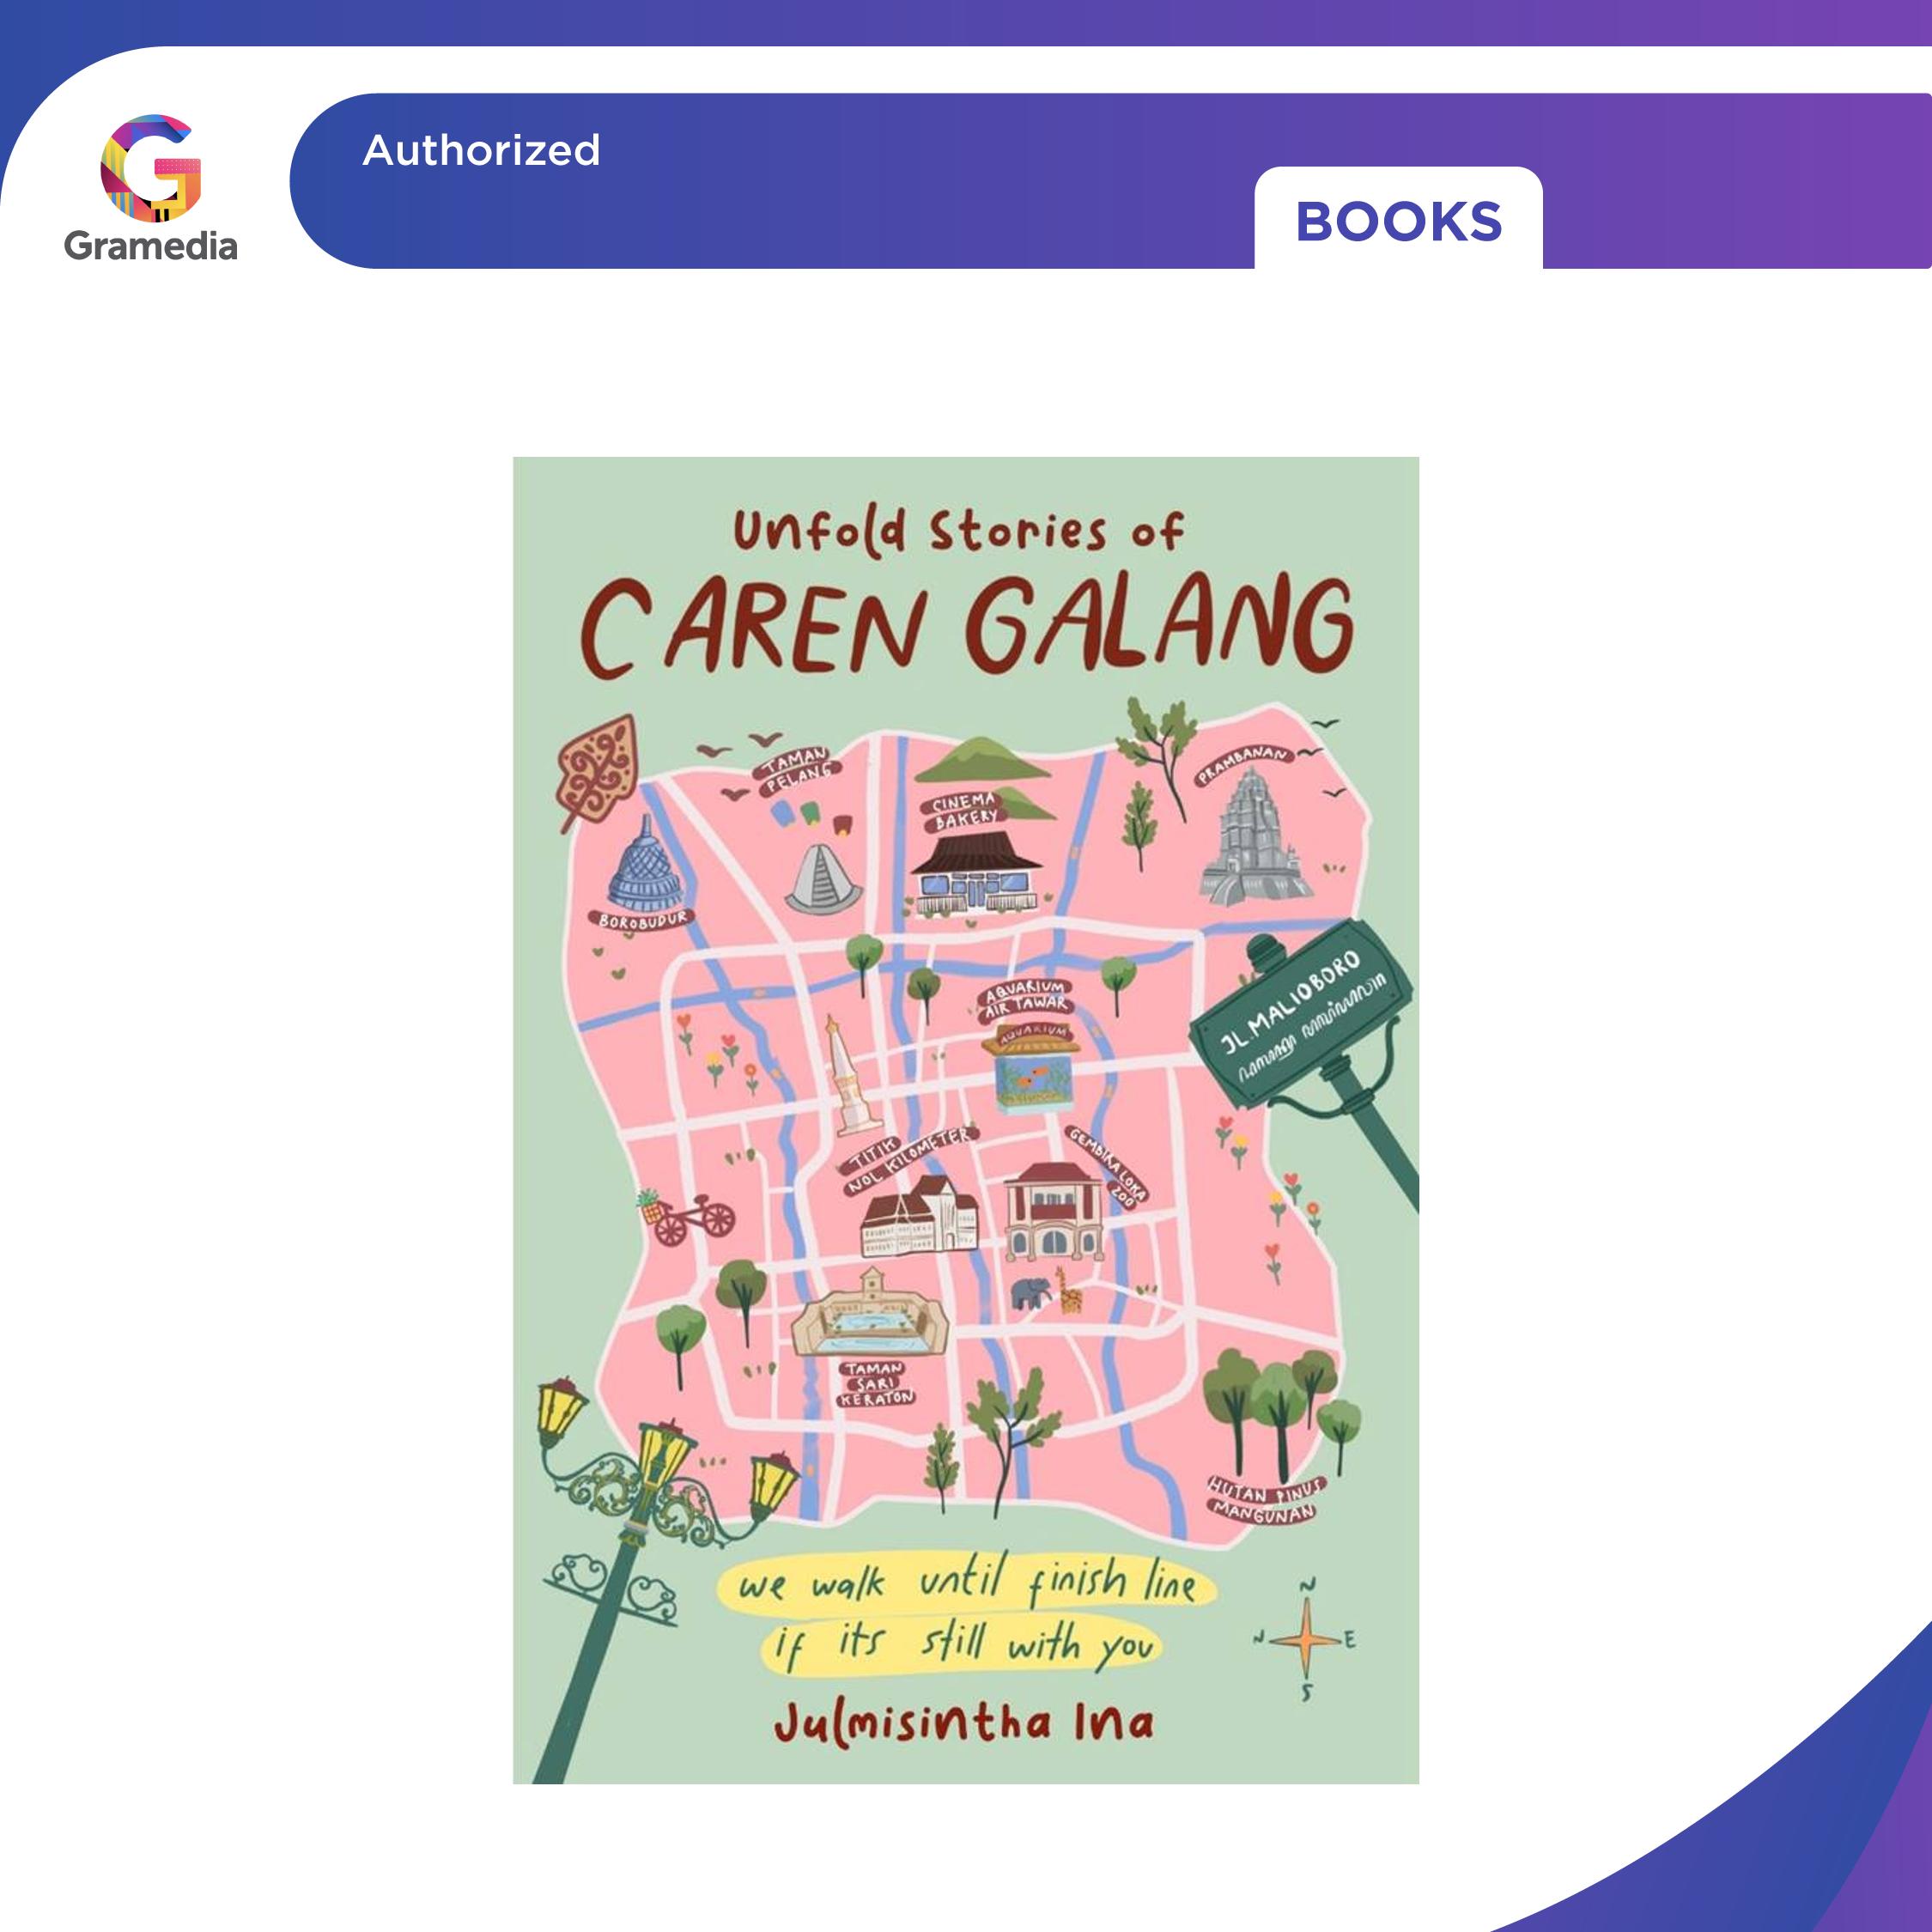 Gramedia
Authorized
BOOKS
Unfold Stories of
CAREN GALANG
TAMAN
PELANG
CINEMA
BAKERY
PRAMBANAN
BOROBUDUR
JL.MALIOBORO
AQUARIUM
AIR TAWAR
AQUARIUM
TITIK
NOL KILOMETER
GEMBIRA LOKA
ZOO
TAMAN
SARI
KERATON
HUTAN PINUS
MANGUNAN
we walk until finish line
if its still with you
N
N E
S
Julmisintha Ina